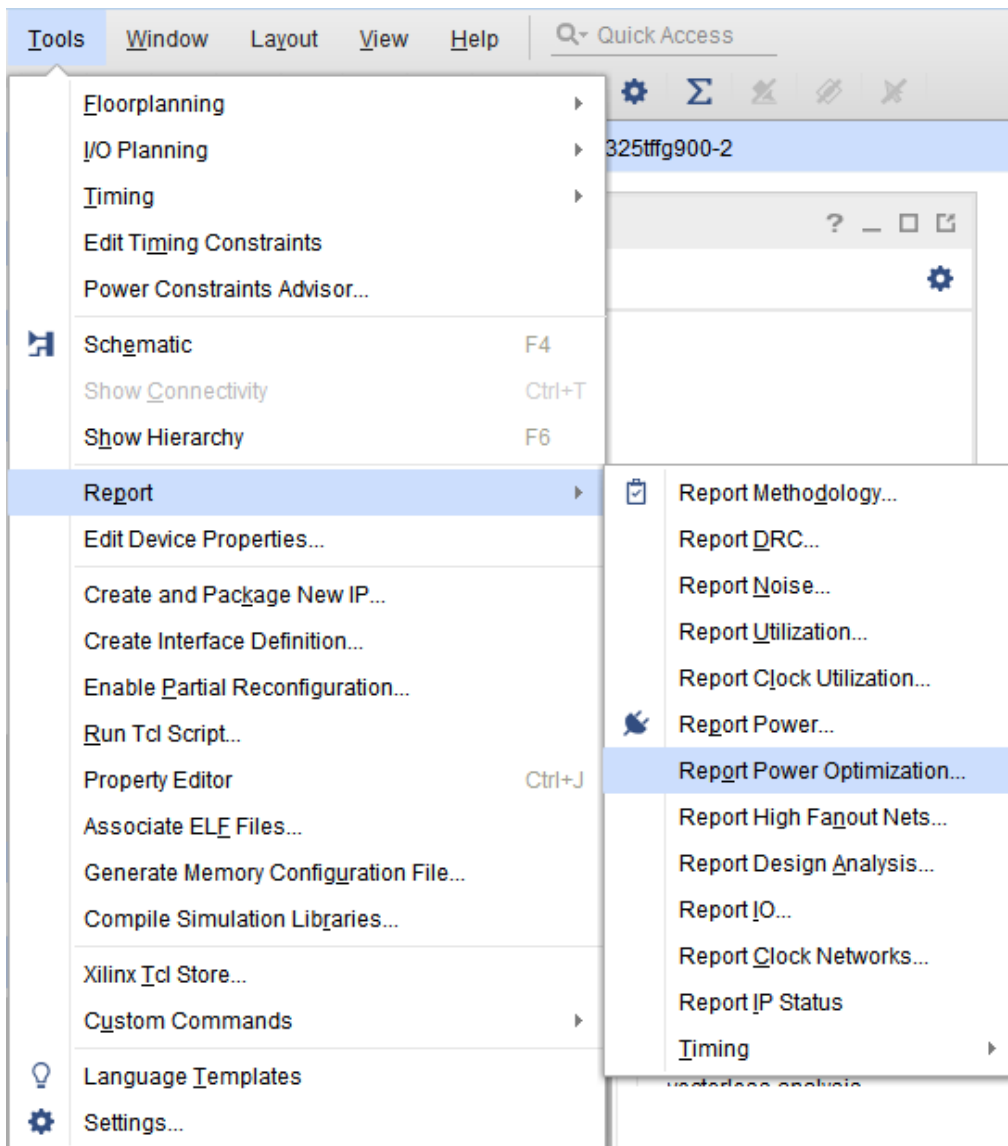 Tools Window Layout View Help Quick Access
325tffg900-2
?
Floorplanning
I/O Planning
Timing
Edit Timing Constraints
Power Constraints Advisor...
Schematic F4
Show Connectivity Ctrl+T
Show Hierarchy F6
Report
Edit Device Properties...
Create and Package New IP...
Create Interface Definition...
Enable Partial Reconfiguration...
Run Tcl Script...
Property Editor Ctrl+J
Associate ELF Files...
Generate Memory Configuration File...
Compile Simulation Libraries...
Xilinx Tcl Store...
Custom Commands
Language Templates
Settings...
Report Methodology...
Report DRC...
Report Noise...
Report Utilization...
Report Clock Utilization...
Report Power...
Report Power Optimization...
Report High Fanout Nets...
Report Design Analysis...
Report IO...
Report Clock Networks...
Report IP Status
Timing
vectorless analysis